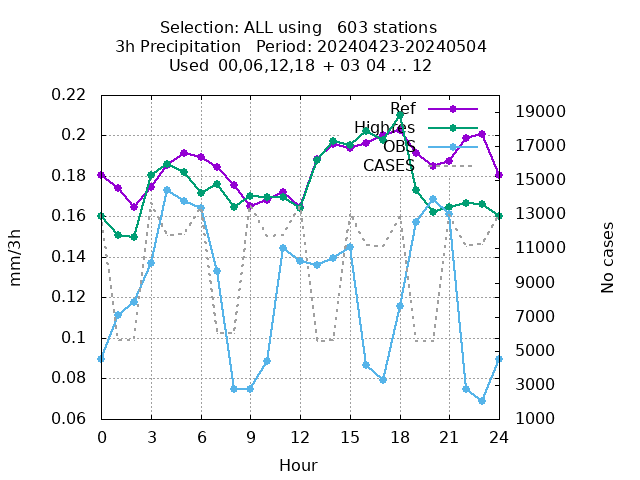 Selection: ALL using   603 stations
3h Precipitation   Period: 20240423-20240504
Used  00,06,12,18  + 03 04 ... 12
0.22
0.2
0.18
0.16
0.14
0.12
0.1
0.08
0.06
mm/3h
Ref
Highres
OBS
CASES
19000
17000
15000
13000
11000
9000
7000
5000
3000
1000
No cases
0 3 6 9 12 15 18 21 24
Hour